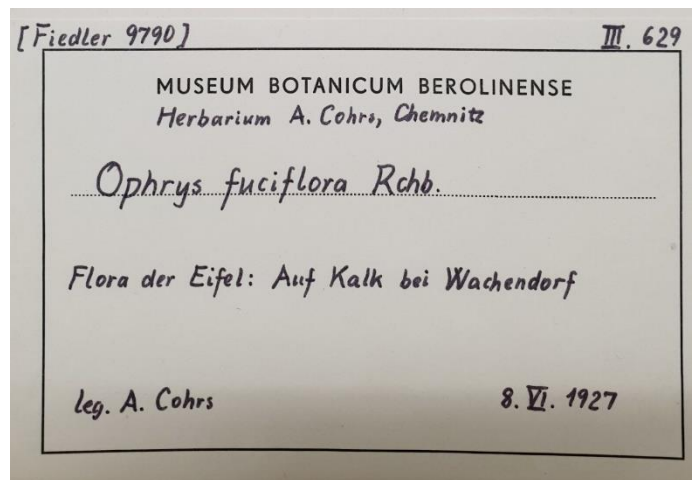 [Fiedler 9790] III. 629
MUSEUM BOTANICUM BEROLINENSE
Herbarium A. Cohrs, Chemnitz
Ophrys fuciflora Rchb.
Flora der Eifel: Auf Kalk bei Wachendorf
leg. A. Cohrs 8. VI. 1927